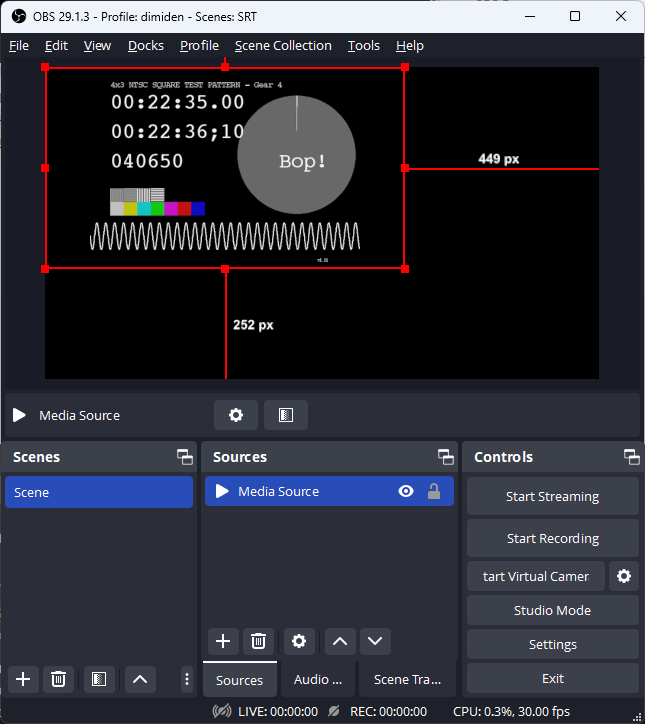 OBS 29.1.3 - Profile: dimiden - Scenes: SRT
File Edit View Docks Profile Scene Collection Tools Help
4x3 NTSC SQUARE TEST PATTERN - Gear 4
00:22:35.00
00:22:36;10
040650
Bop!
449 px
252 px
Media Source
Scenes
Scene
Sources
Media Source
Sources Audio ... Scene Tra...
Controls
Start Streaming
Start Recording
tart Virtual Camer
Studio Mode
Settings
Exit
LIVE: 00:00:00 REC: 00:00:00 CPU: 0.3%, 30.00 fps